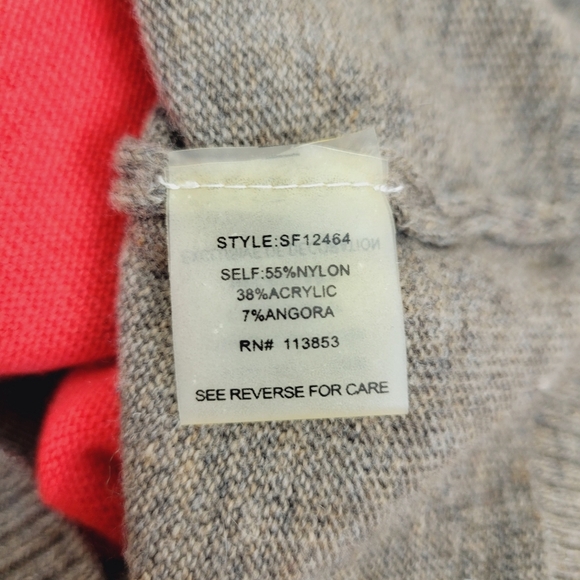 STYLE:SF12464
SELF:55%NYLON
38%ACRYLIC
7%ANGORA
RN# 113853
SEE REVERSE FOR CARE